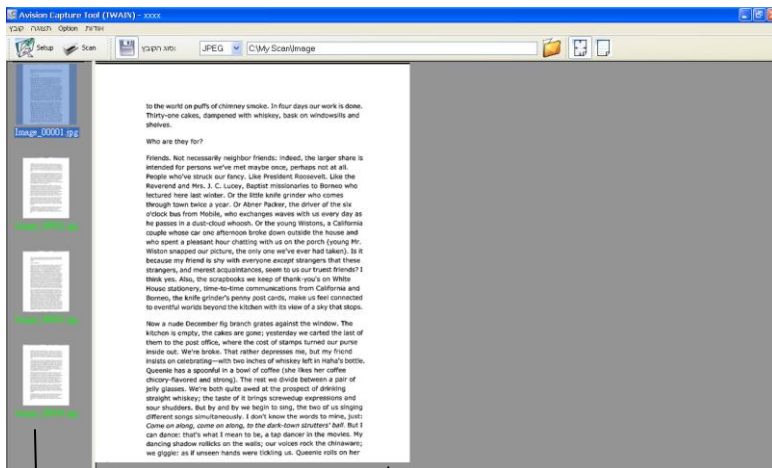 Avision Capture Tool (TWAIN) - xxxx
קובץ תצוגה Option אודות
Setup Scan סוג הקובץ: JPEG C:\My Scan\Image
Image_00001.jpg
to the world on puffs of chimney smoke. In four days our work is done.
Thirty-one cakes, dampened with whiskey, bask on windowsills and
shelves.
Who are they for?
Friends. Not necessarily neighbor friends: indeed, the larger share is
intended for persons we've met maybe once, perhaps not at all.
People who've struck our fancy. Like President Roosevelt. Like the
Reverend and Mrs. J. C. Lucey, Baptist missionaries to Borneo who
lectured here last winter. Or the little knife grinder who comes
through town twice a year. Or Abner Packer, the driver of the six
o'clock bus from Mobile, who exchanges waves with us every day as
he passes in a dust-cloud whoosh. Or the young Wistons, a California
couple whose car one afternoon broke down outside the house and
who spent a pleasant hour chatting with us on the porch (young Mr.
Wiston snapped our picture, the only one we've ever had taken). Is it
because my friend is shy with everyone except strangers that these
strangers, and merest acquaintances, seem to us our truest friends? I
think yes. Also, the scrapbooks we keep of thank-you's on White
House stationery, time-to-time communications from California and
Borneo, the knife grinder's penny post cards, make us feel connected
to eventful worlds beyond the kitchen with its view of a sky that stops.
Now a nude December fig branch grates against the window. The
kitchen is empty, the cakes are gone; yesterday we carted the last of
them to the post office, where the cost of stamps turned our purse
inside out. We're broke. That rather depresses me, but my friend
insists on celebrating—with two inches of whiskey left in Haha's bottle.
Queenie has a spoonful in a bowl of coffee (she likes her coffee
chicory-flavored and strong). The rest we divide between a pair of
jelly glasses. We're both quite awed at the prospect of drinking
straight whiskey; the taste of it brings screwedup expressions and
sour shudders. But by and by we begin to sing, the two of us singing
different songs simultaneously. I don't know the words to mine, just:
Come on along, come on along, to the dark-town strutters' ball. But I
can dance: that's what I mean to be, a tap dancer in the movies. My
dancing shadow rollicks on the walls; our voices rock the chinaware;
we giggle: as if unseen hands were tickling us. Queenie rolls on her